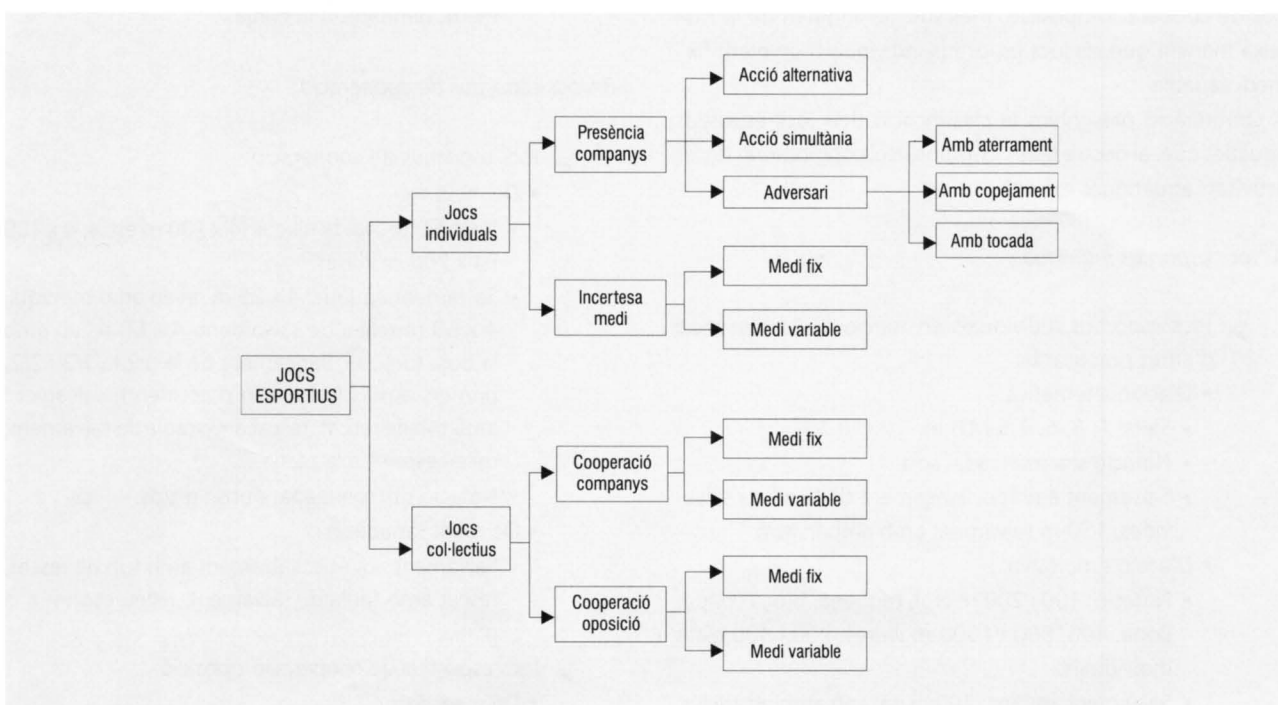 Acció alternativa
Presència
companys
Acció simultània
Amb aterrament
Adversari
Amb copejament
Jocs
individuals
Amb tocada
Medi fix
Incertesa
medi
Medi variable
JOCS
ESPORTIUS
Medi fix
Cooperació
companys
Medi variable
Jocs
col·lectius
Medi fix
Cooperació
oposició
Medi variable